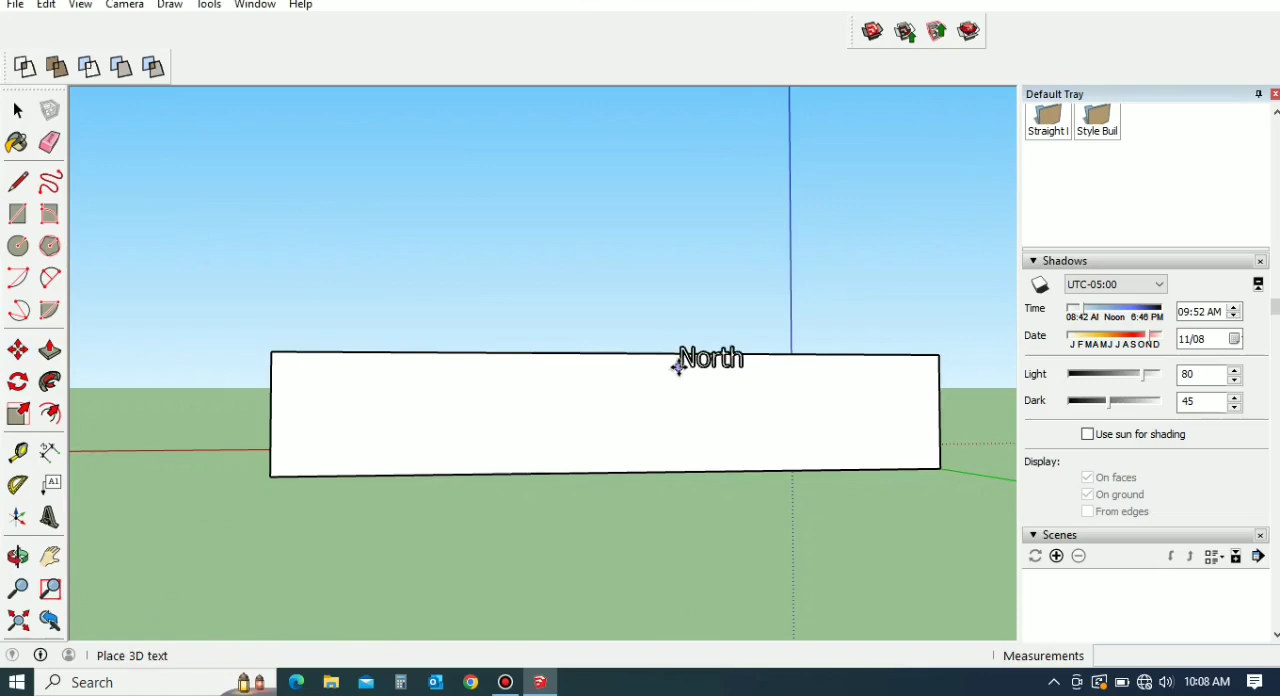 File Edit View Camera Draw Tools Window Help
Default Tray
Straight l Style Buil
Shadows
UTC-05:00
Time 08:42 AI Noon 6:46 PM 09:52 AM
Date J F M A M J J A S O N D 11/08
Light 80
Dark 45
Use sun for shading
Display:
On faces
On ground
From edges
Scenes
North
A1
Place 3D text
Measurements
Search
10:08 AM